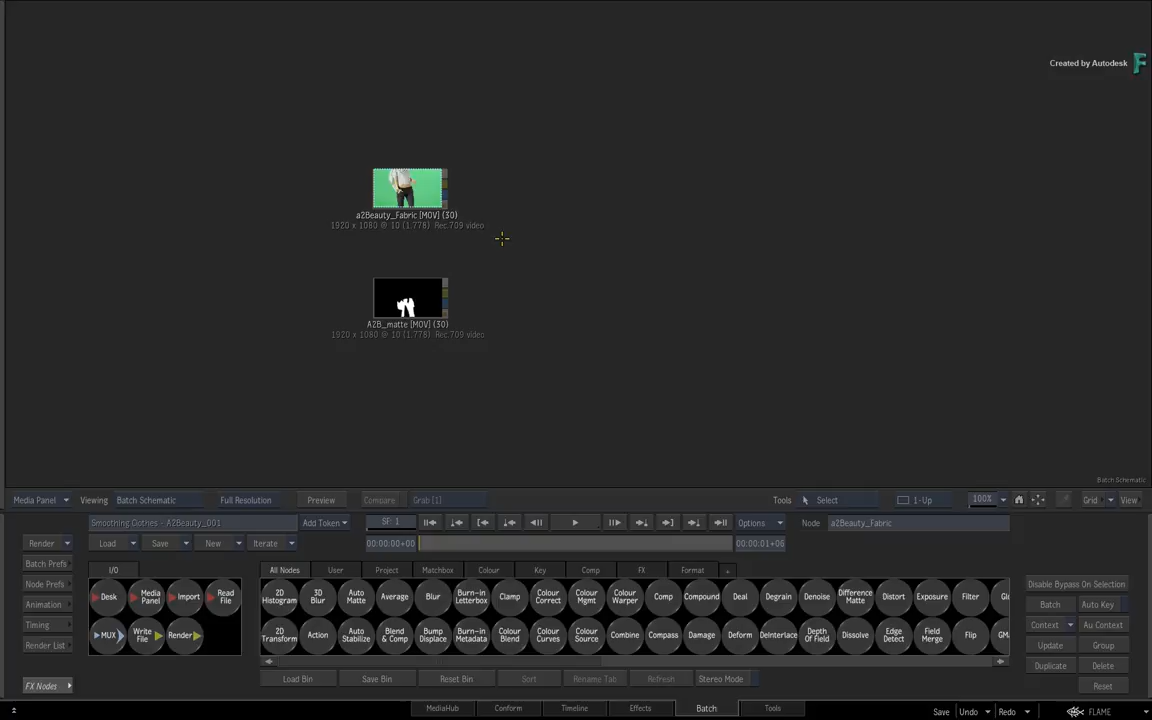 Created by Autodesk
a2Beauty_Fabric [MOV] (30)
1920 x 1080 @ 10 (1.778) Rec.709 video
A2B_matte [MOV] (30)
1920 x 1080 @ 10 (1.778) Rec.709 video
Batch Schematic
Media Panel Viewing Batch Schematic Full Resolution Preview Compare Grab [1] Tools Select 1-Up 100% Grid View
Smoothing Clothes - A2Beauty_001 Add Token SF 1 Options Node a2Beauty_Fabric
Render Load Save New Iterate 00:00:00+00 00:00:01+06
Batch Prefs I/O All Nodes User Project Matchbox Colour Key Comp FX Format +
Node Prefs Disable Bypass On Selection
Desk Media Panel Import Read File 2D Histogram 3D Blur Auto Matte Average Blur Burn-in Letterbox Clamp Colour Correct Colour Mgmt Colour Warper Comp Compound Deal Degrain Denoise Difference Matte Distort Exposure Filter
Animation Batch Auto Key
Timing Context Au Context
MUX Write File Render 2D Transform Action Auto Stabilize Blend & Comp Bump Displace Burn-in Metadata Colour Blend Colour Curves Colour Source Combine Compass Damage Deform DeInterlace Depth Of Field Dissolve Edge Detect Field Merge Flip
Render List Update Group
Duplicate Delete
FX Nodes Load Bin Save Bin Reset Bin Sort Rename Tab Refresh Stereo Mode Reset
MediaHub Conform Timeline Effects Batch Tools Save Undo Redo FLAME